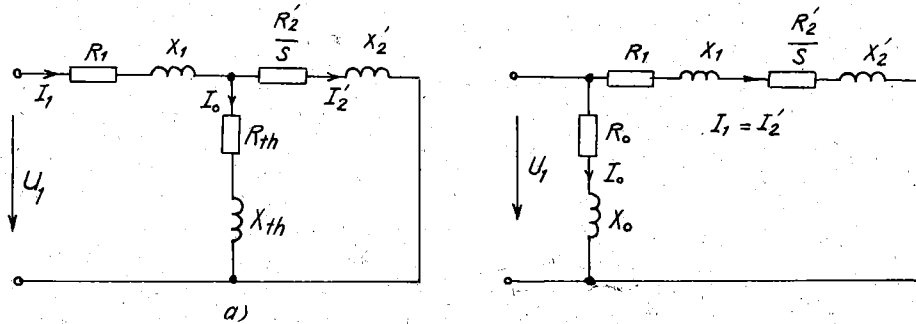 R₁
X₁
R₂'/S
X₂'
I₁
I₀
I₂'
Rth
U₁
Xth
a)
R₁
X₁
R₂'/S
X₂'
I₁ = I₂'
R₀
I₀
U₁
X₀